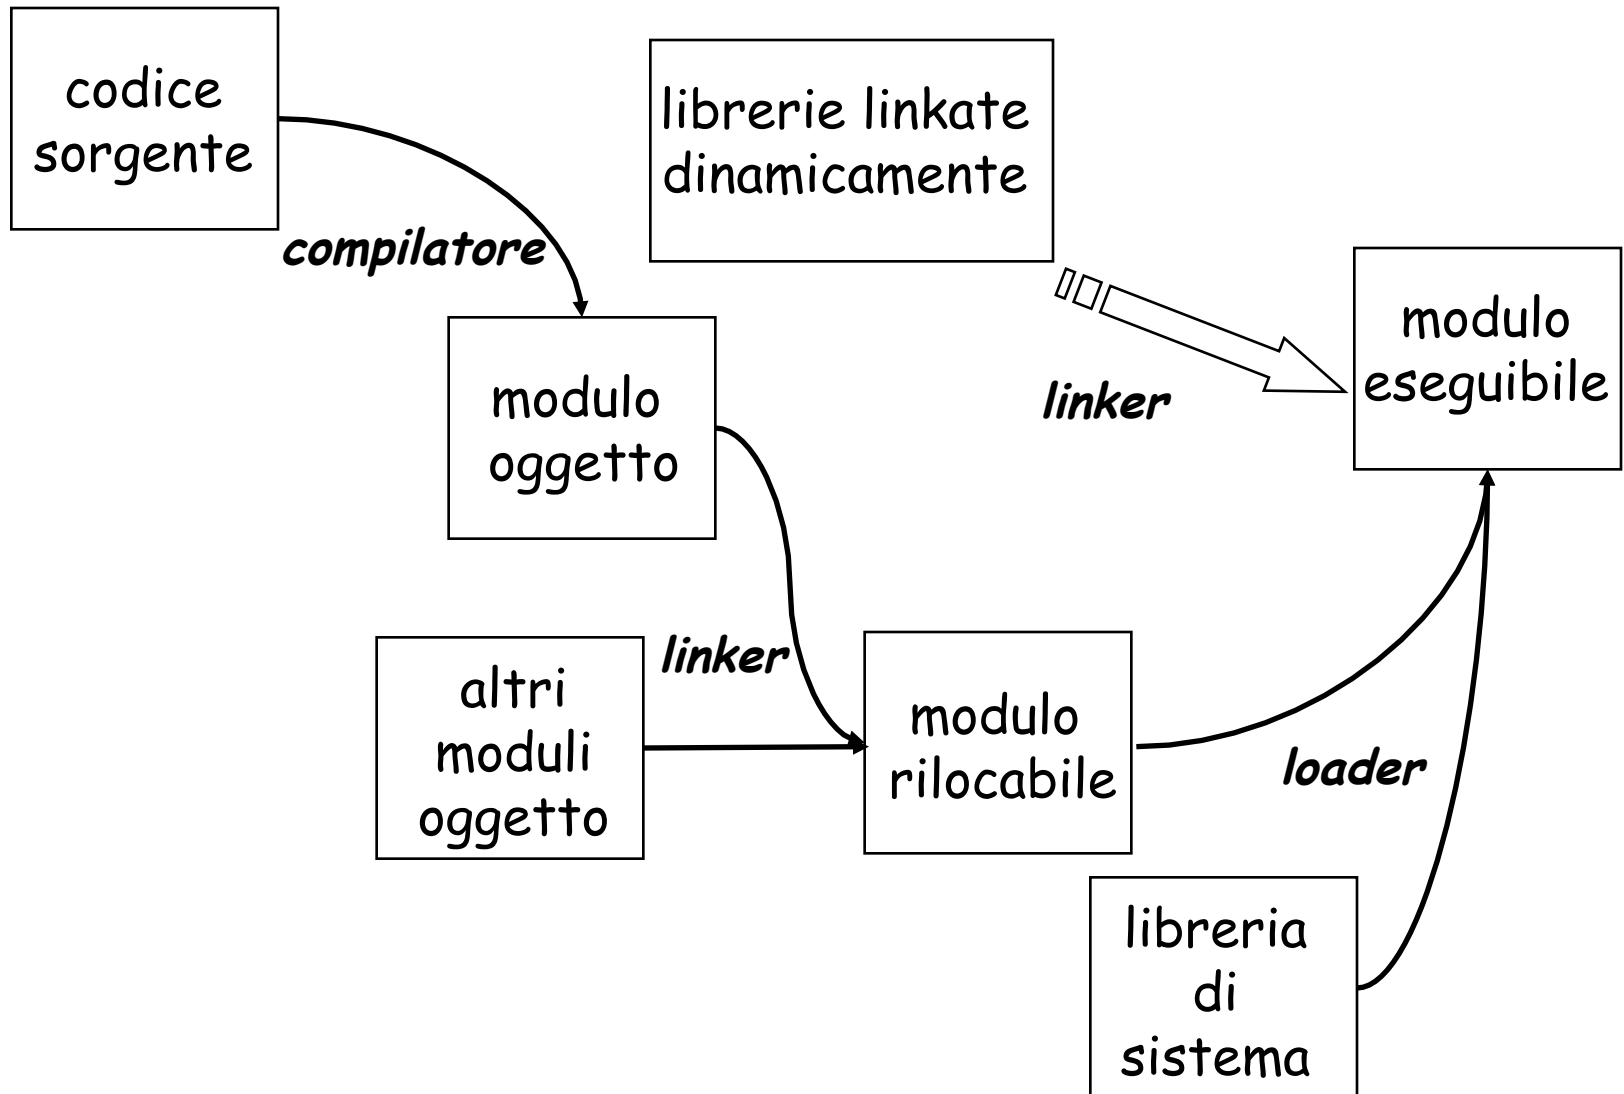 codice
sorgente
librerie linkate
dinamicamente
compilatore
modulo
eseguibile
modulo
oggetto
linker
linker
altri
moduli
oggetto
modulo
rilocabile
loader
libreria
di
sistema